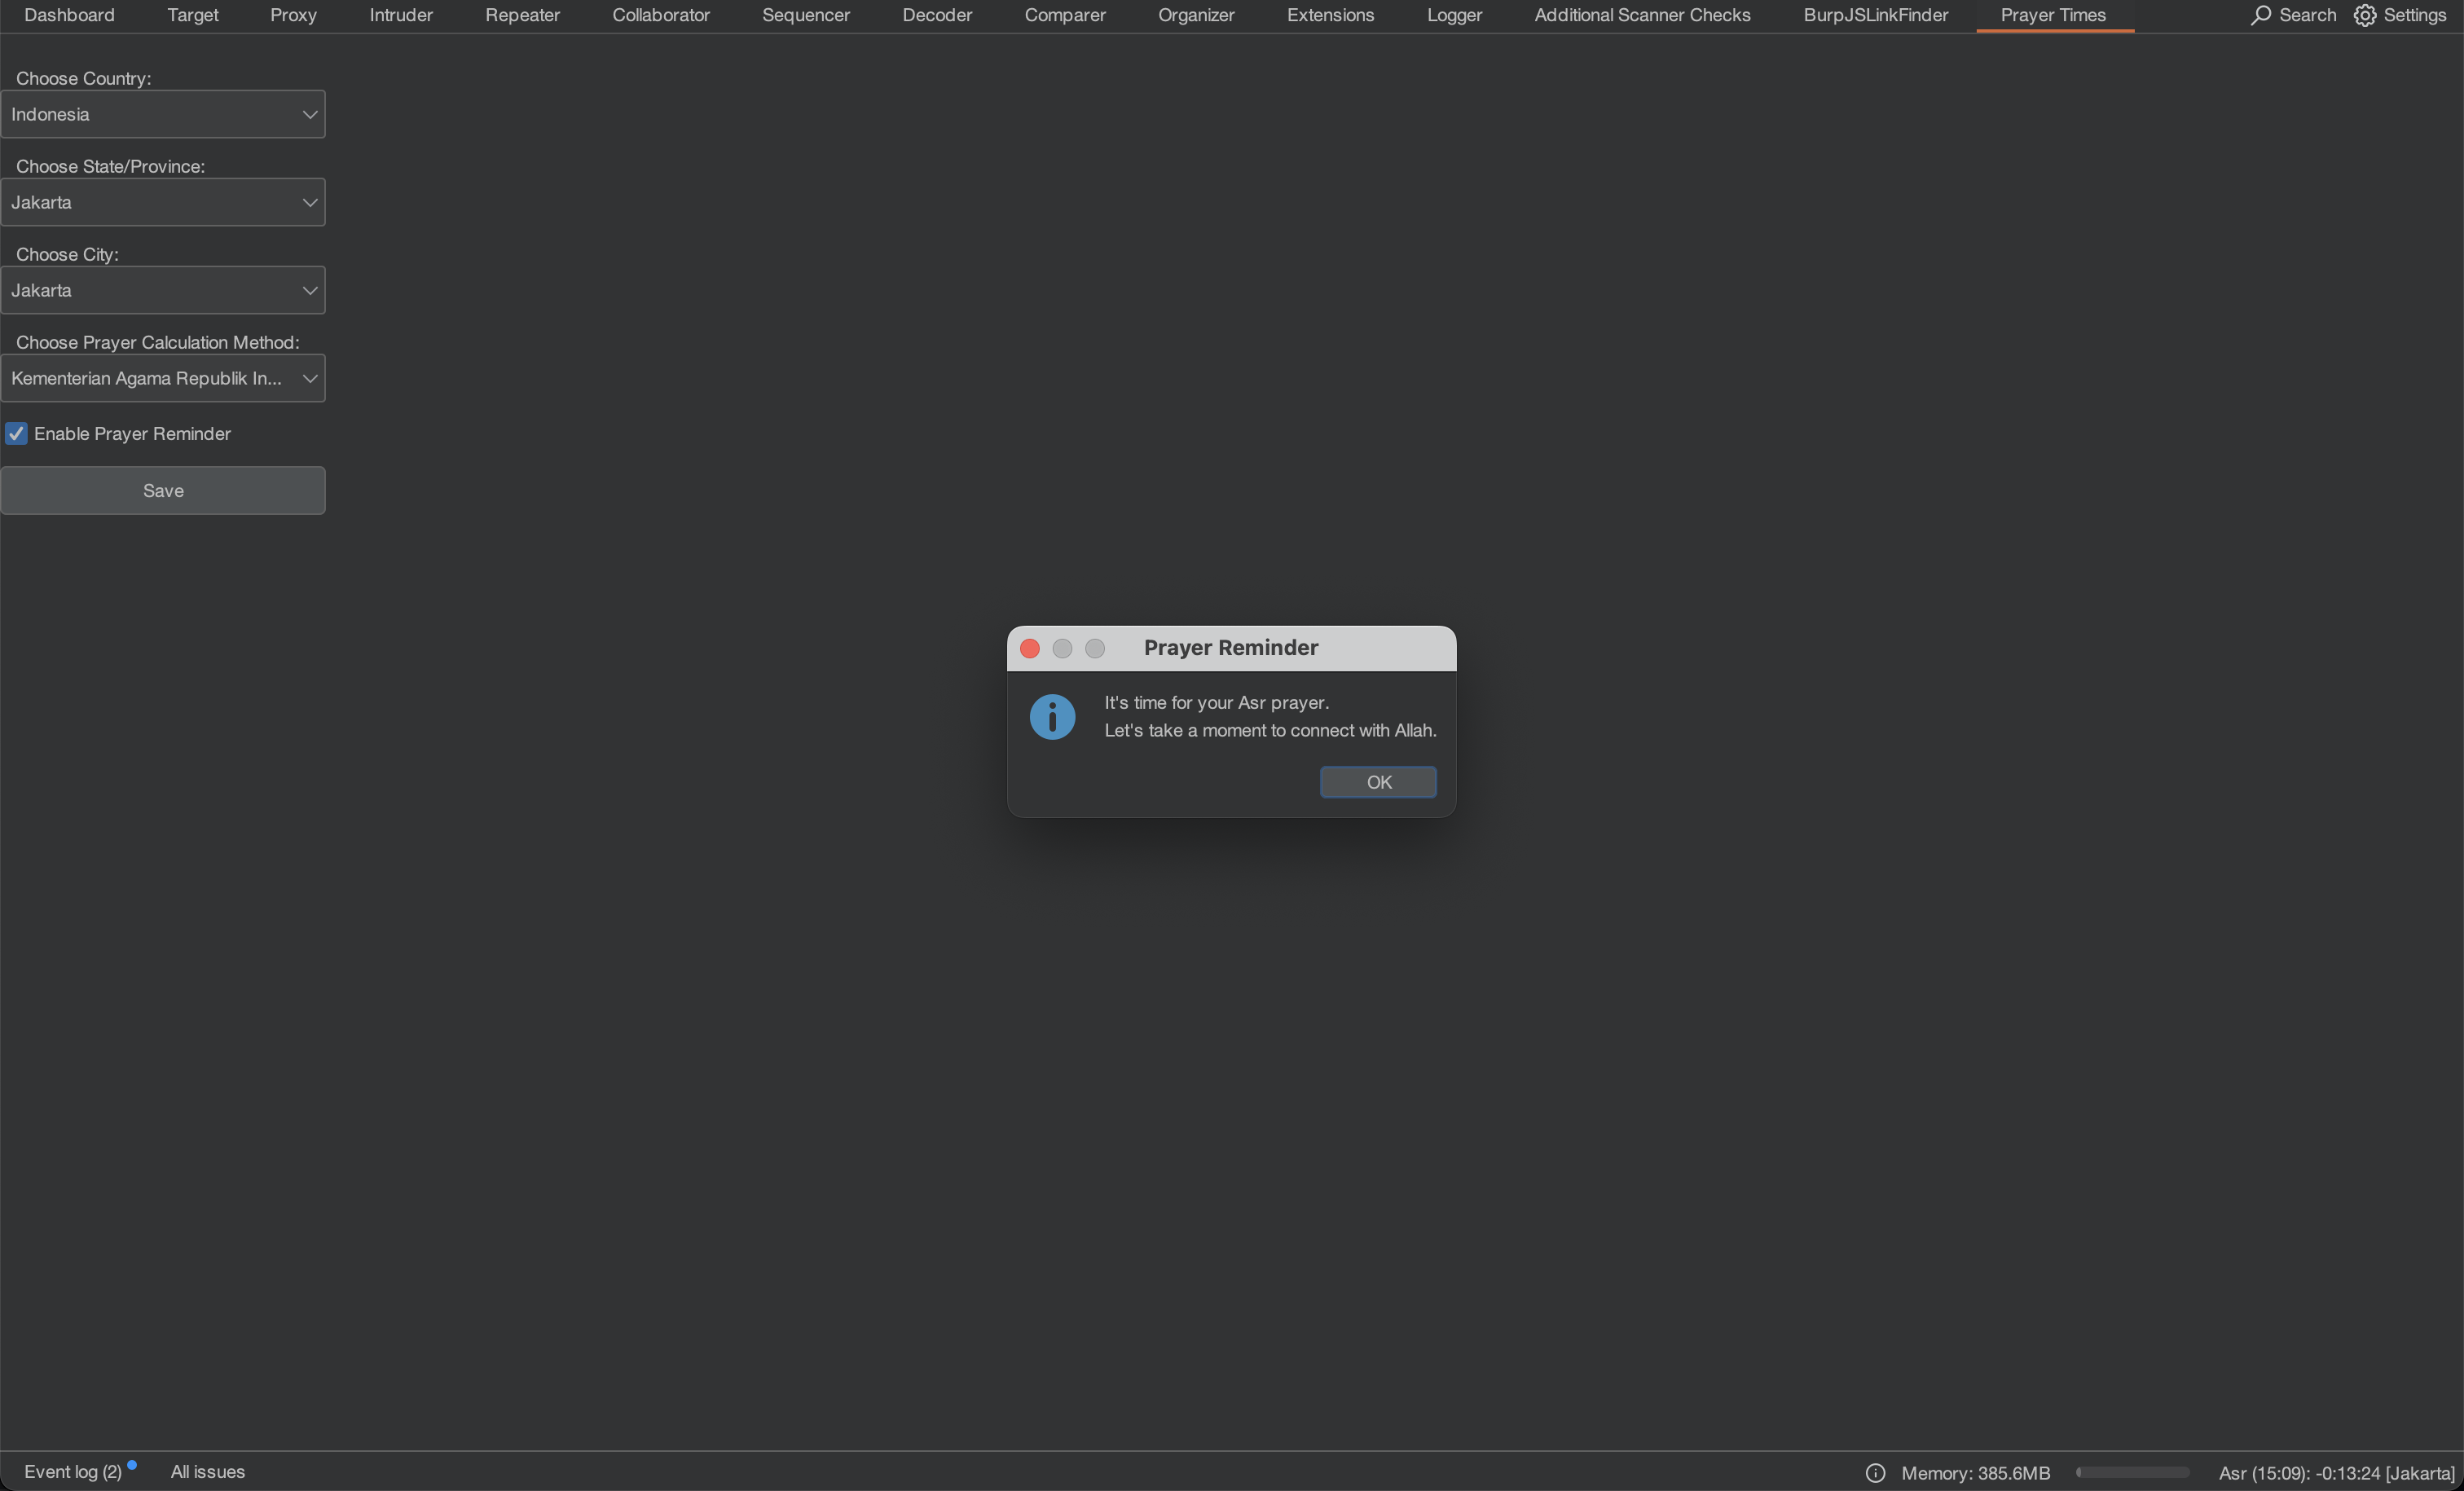 Dashboard Target Proxy Intruder Repeater Collaborator Sequencer Decoder Comparer Organizer Extensions Logger Additional Scanner Checks BurpJSLinkFinder Prayer Times Search Settings
Choose Country:
Indonesia
Choose State/Province:
Jakarta
Choose City:
Jakarta
Choose Prayer Calculation Method:
Kementerian Agama Republik In...
Enable Prayer Reminder
Save
Prayer Reminder
It's time for your Asr prayer.
Let's take a moment to connect with Allah.
OK
Event log (2) All issues Memory: 385.6MB Asr (15:09): -0:13:24 [Jakarta]